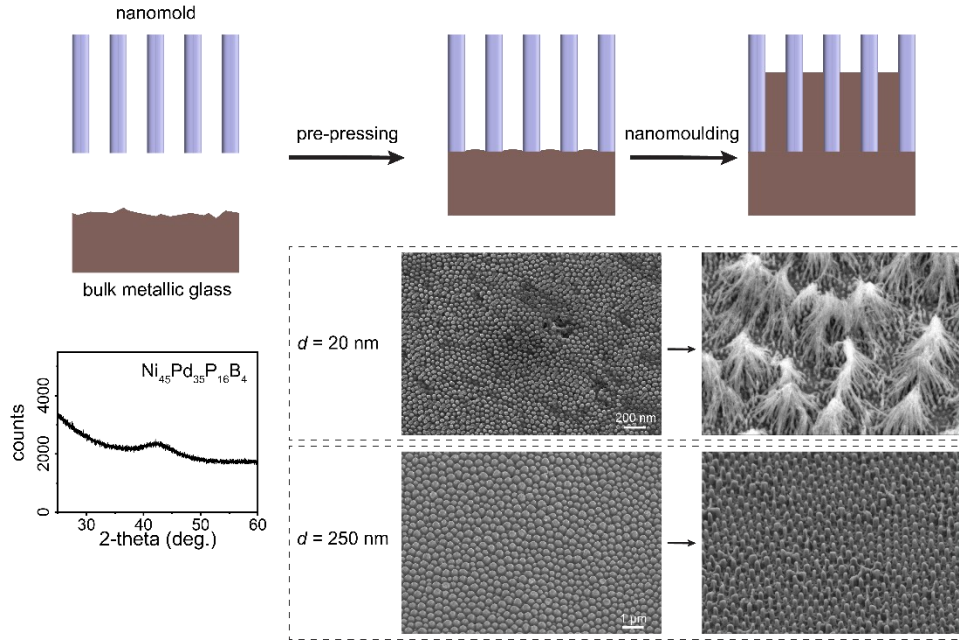 nanomold
pre-pressing
nanomoulding
bulk metallic glass
Ni₄₅Pd₃₅P₁₆B₄
counts
4000
2000
0
30
40
50
60
2-theta (deg.)
d = 20 nm
200 nm
d = 250 nm
1 μm